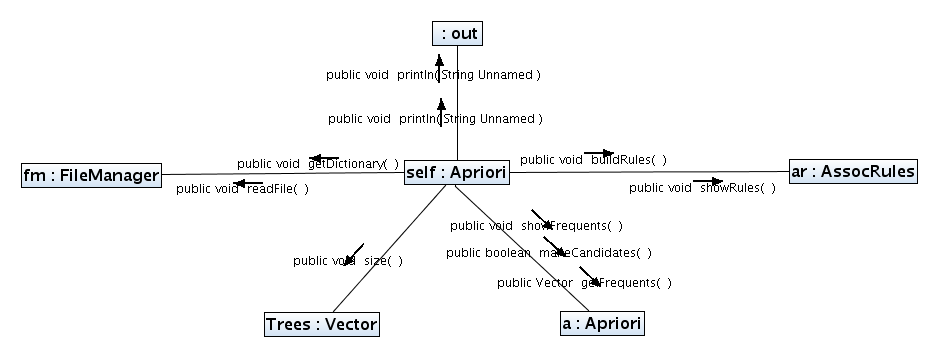 : out
public void println( String Unnamed )
public void println( String Unnamed )
public void getDictionary( )
public void buildRules( )
fm : FileManager
self : Apriori
ar : AssocRules
public void readFile( )
public void showRules( )
public void showFrequents( )
public boolean makeCandidates( )
public void size( )
public Vector getFrequents( )
Trees : Vector
a : Apriori